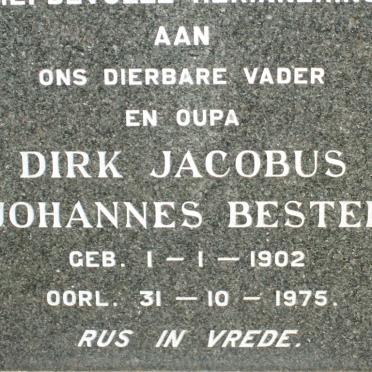 AAN
ONS DIERBARE VADER
EN OUPA
DIRK JACOBUS
JOHANNES BESTER
GEB. 1 – 1 – 1902
OORL. 31 – 10 – 1975.
RUS IN VREDE.